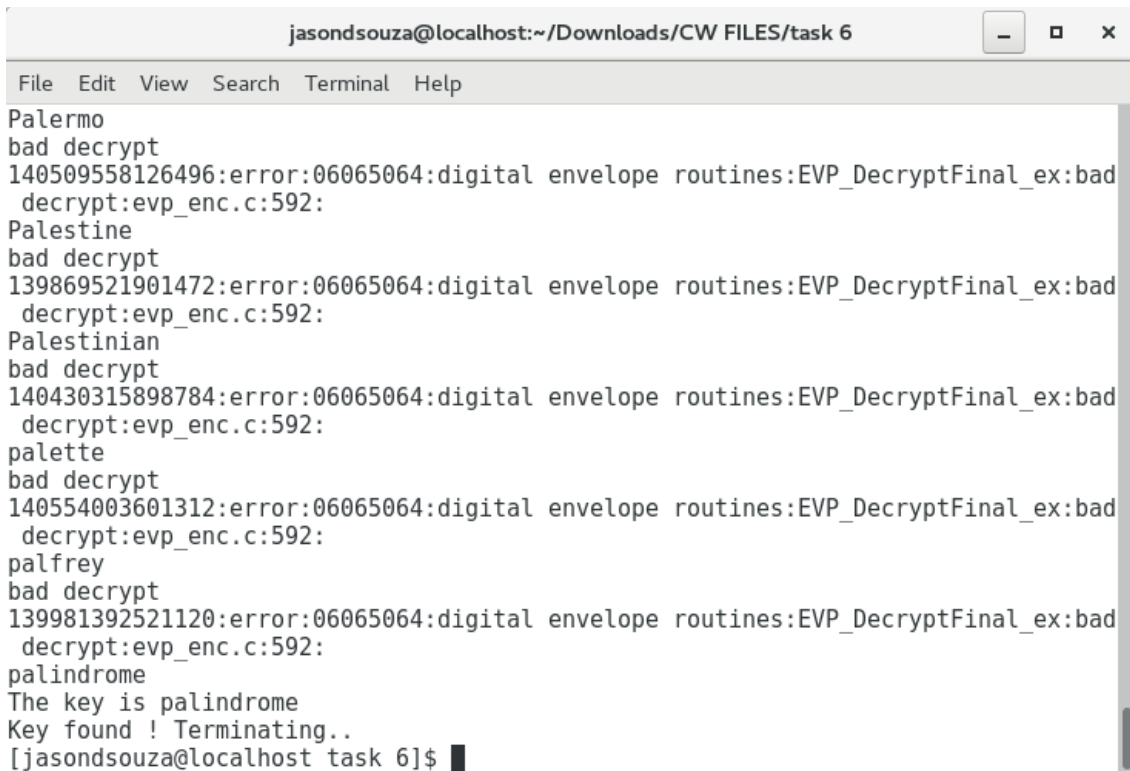 jasondsouza@localhost:~/Downloads/CW FILES/task 6
File Edit View Search Terminal Help
Palermo
bad decrypt
140509558126496:error:06065064:digital envelope routines:EVP_DecryptFinal_ex:bad
 decrypt:evp_enc.c:592:
Palestine
bad decrypt
139869521901472:error:06065064:digital envelope routines:EVP_DecryptFinal_ex:bad
 decrypt:evp_enc.c:592:
Palestinian
bad decrypt
140430315898784:error:06065064:digital envelope routines:EVP_DecryptFinal_ex:bad
 decrypt:evp_enc.c:592:
palette
bad decrypt
140554003601312:error:06065064:digital envelope routines:EVP_DecryptFinal_ex:bad
 decrypt:evp_enc.c:592:
palfrey
bad decrypt
139981392521120:error:06065064:digital envelope routines:EVP_DecryptFinal_ex:bad
 decrypt:evp_enc.c:592:
palindrome
The key is palindrome
Key found ! Terminating..
[jasondsouza@localhost task 6]$